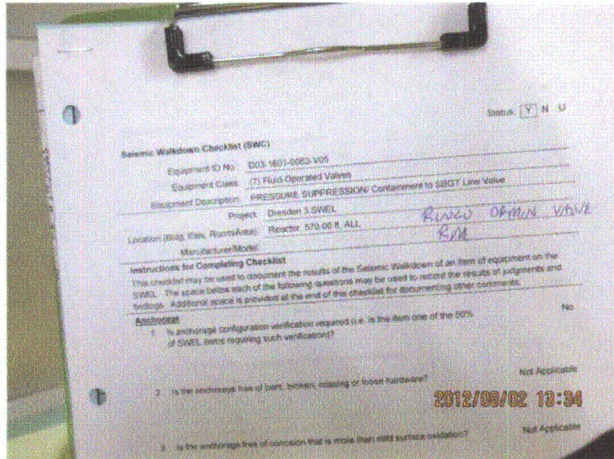 Status: Y N U
Seismic Walkdown Checklist (SWC)
Equipment ID No. D03-1601-0063-V05
Equipment Class (7) Fluid-Operated Valves
Equipment Description PRESSURE SUPPRESSION/ Containment to SBGT Line Valve
Project Dresden 3 SWEL
Location (Bldg, Elev, Room/Area) Reactor, 570.00 ft, ALL
Manufacturer/Model
VALVE
Instructions for Completing Checklist
This checklist may be used to document the results of the Seismic Walkdown of an item of equipment on the
SWEL. The space below each of the following questions may be used to record the results of judgments and
findings. Additional space is provided at the end of this checklist for documenting other comments.
Anchorage
1. Is anchorage configuration verification required (i.e. is the item one of the 50% No
of SWEL items requiring such verification)?
2. Is the anchorage free of bent, broken, missing or loose hardware? Not Applicable
2012/08/02 13:34
3. Is the anchorage free of corrosion that is more than mild surface oxidation? Not Applicable